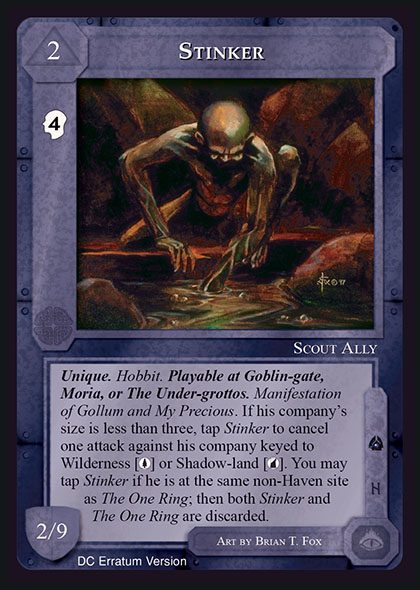 2
STINKER
4
SCOUT ALLY
Unique. Hobbit. Playable at Goblin-gate,
Moria, or The Under-grottos. Manifestation
of Gollum and My Precious. If his company's
size is less than three, tap Stinker to cancel
one attack against his company keyed to
Wilderness [] or Shadow-land []. You may
tap Stinker if he is at the same non-Haven site
as The One Ring; then both Stinker and
The One Ring are discarded.
2/9
ART BY BRIAN T. FOX
DC Erratum Version